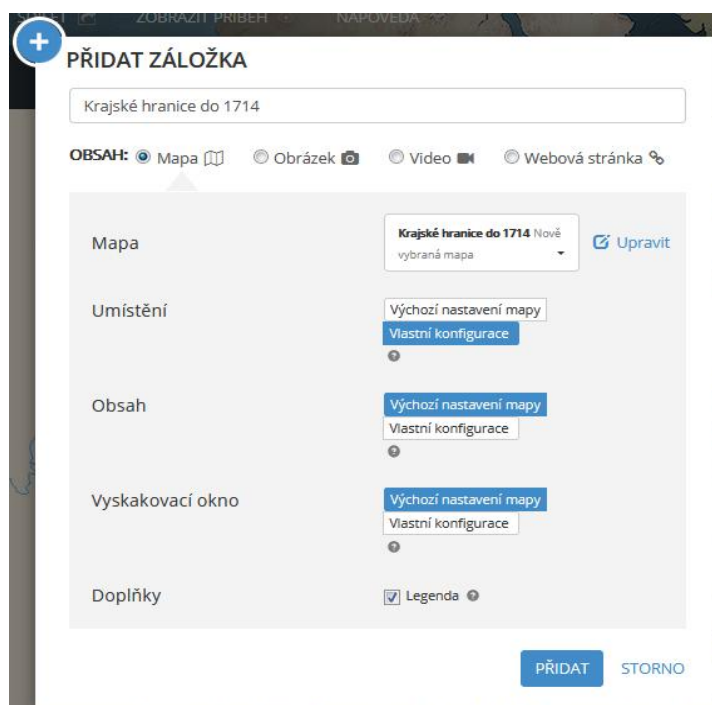 SDÍLET ZOBRAZIT PŘÍBĚH NÁPOVĚDA
PŘIDAT ZÁLOŽKA
Krajské hranice do 1714
OBSAH: Mapa Obrázek Video Webová stránka
Mapa
Krajské hranice do 1714 Nově
vybraná mapa
Upravit
Umístění
Výchozí nastavení mapy
Vlastní konfigurace
Obsah
Výchozí nastavení mapy
Vlastní konfigurace
Vyskakovací okno
Výchozí nastavení mapy
Vlastní konfigurace
Doplňky
Legenda
PŘIDAT STORNO